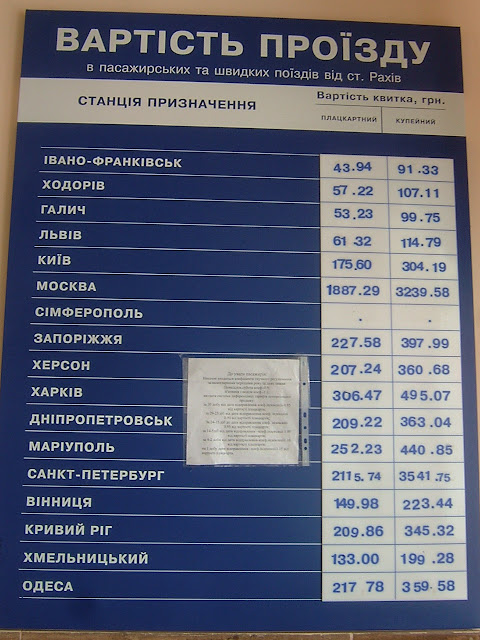 ВАРТІСТЬ ПРОЇЗДУ
в пасажирських та швидких поїздів від ст. Рахів
СТАНЦІЯ ПРИЗНАЧЕННЯ
Вартість квитка, грн.
ПЛАЦКАРТНИЙ КУПЕЙНИЙ
ІВАНО-ФРАНКІВСЬК 43.94 91.33
ХОДОРІВ 57.22 107.11
ГАЛИЧ 53.23 99.75
ЛЬВІВ 61 32 114.79
КИЇВ 175.60 304.19
МОСКВА 1887.29 3239.58
СІМФЕРОПОЛЬ . .
ЗАПОРІЖЖЯ 227.58 397.99
ХЕРСОН 207.24 360.68
ХАРКІВ 306.47 495.07
ДНІПРОПЕТРОВСЬК 209.22 363.04
МАРІУПОЛЬ 252.23 440.85
САНКТ-ПЕТЕРБУРГ 2115.74 3541.75
ВІННИЦЯ 149.98 223.44
КРИВИЙ РІГ 209.86 345.32
ХМЕЛЬНИЦЬКИЙ 133.00 199.28
ОДЕСА 217 78 359.58